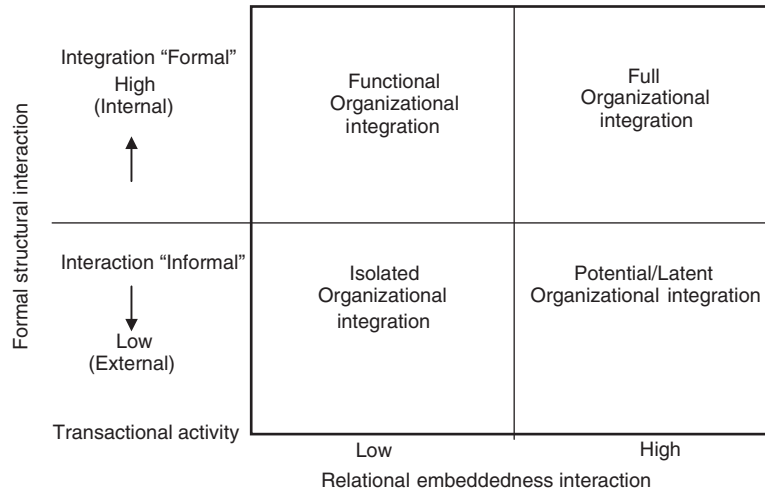 Formal structural interaction
Integration “Formal”
High
(Internal)
Functional
Organizational
integration
Full
Organizational
integration
Interaction “Informal”
Low
(External)
Isolated
Organizational
integration
Potential/Latent
Organizational integration
Transactional activity
Low
High
Relational embeddedness interaction